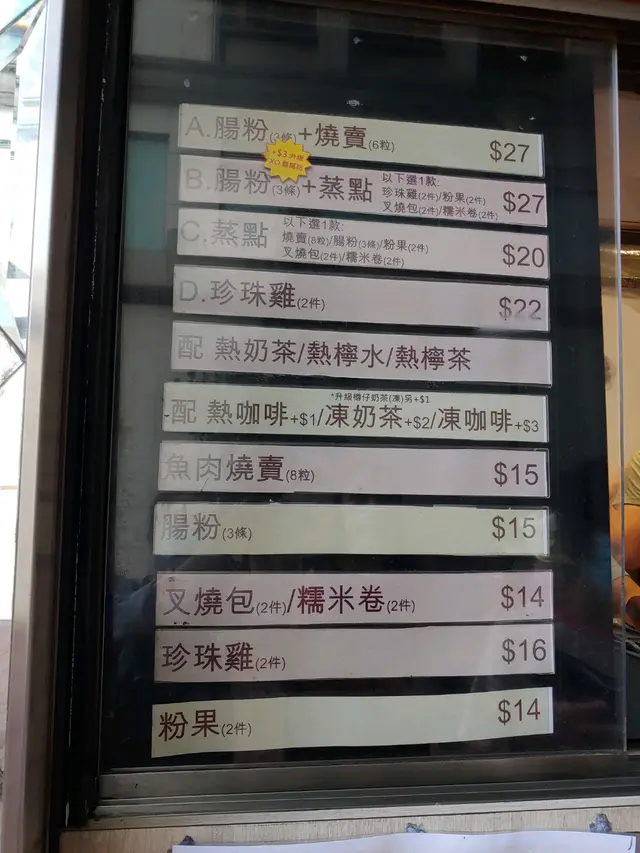 A.腸粉(3條)+燒賣(6粒) $27
+$3升級
XO醬腸粉
B.腸粉(3條)+蒸點 以下選1款: $27
珍珠雞(2件)/粉果(2件)
叉燒包(2件)/糯米卷(2件)
C.蒸點 以下選1款: $20
燒賣(8粒)/腸粉(3條)/粉果(2件)
叉燒包(2件)/糯米卷(2件)
D.珍珠雞(2件) $22
配 熱奶茶/熱檸水/熱檸茶
*升級樽仔奶茶(凍)另+$1
配 熱咖啡+$1/凍奶茶+$2/凍咖啡+$3
魚肉燒賣(8粒) $15
腸粉(3條) $15
叉燒包(2件)/糯米卷(2件) $14
珍珠雞(2件) $16
粉果(2件) $14